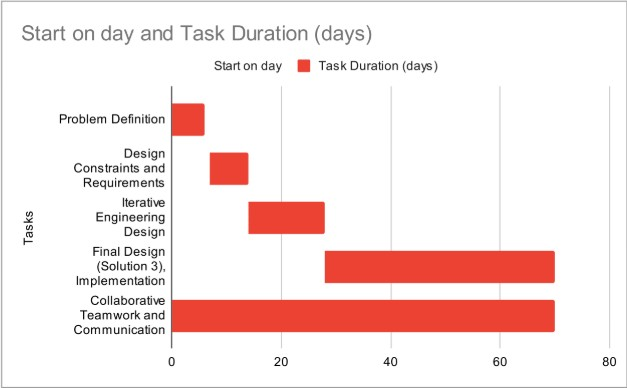 Start on day and Task Duration (days)
Start on day Task Duration (days)
Tasks
Problem Definition
Design
Constraints and
Requirements
Iterative
Engineering
Design
Final Design
(Solution 3),
Implementation
Collaborative
Teamwork and
Communication
0 20 40 60 80